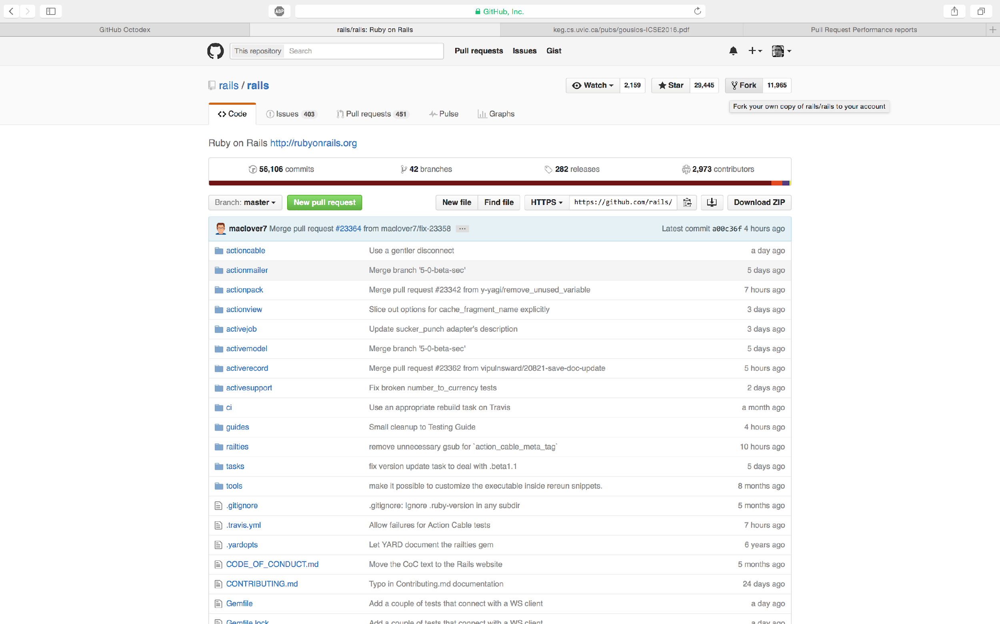 ABP GitHub, Inc.
GitHub Octodex rails/rails: Ruby on Rails keg.cs.uvic.ca/pubs/gousios-ICSE2016.pdf Pull Request Performance reports
This repository Search Pull requests Issues Gist
rails / rails Watch 2,159 Star 29,445 Fork 11,965
Fork your own copy of rails/rails to your account
Code Issues 403 Pull requests 451 Pulse Graphs
Ruby on Rails http://rubyonrails.org
56,106 commits 42 branches 282 releases 2,973 contributors
Branch: master New pull request New file Find file HTTPS https://github.com/rails/ Download ZIP
maclover7 Merge pull request #23364 from maclover7/fix-23358 ... Latest commit a00c36f 4 hours ago
actioncable Use a gentler disconnect a day ago
actionmailer Merge branch '5-0-beta-sec' 5 days ago
actionpack Merge pull request #23342 from y-yagi/remove_unused_variable 7 hours ago
actionview Slice out options for cache_fragment_name explicitly 3 days ago
activejob Update sucker_punch adapter's description 3 days ago
activemodel Merge branch '5-0-beta-sec' 5 days ago
activerecord Merge pull request #23362 from vipulnsward/20821-save-doc-update 5 hours ago
activesupport Fix broken number_to_currency tests 2 days ago
ci Use an appropriate rebuild task on Travis a month ago
guides Small cleanup to Testing Guide 4 hours ago
railties remove unnecessary gsub for `action_cable_meta_tag` 10 hours ago
tasks fix version update task to deal with .beta1.1 5 days ago
tools make it possible to customize the executable inside rereun snippets. 8 months ago
.gitignore .gitignore: Ignore .ruby-version in any subdir 5 months ago
.travis.yml Allow failures for Action Cable tests 7 hours ago
.yardopts Let YARD document the railties gem 6 years ago
CODE_OF_CONDUCT.md Move the CoC text to the Rails website 5 months ago
CONTRIBUTING.md Typo in Contributing.md documentation 24 days ago
Gemfile Add a couple of tests that connect with a WS client a day ago
Gemfile.lock Add a couple of tests that connect with a WS client a day ago